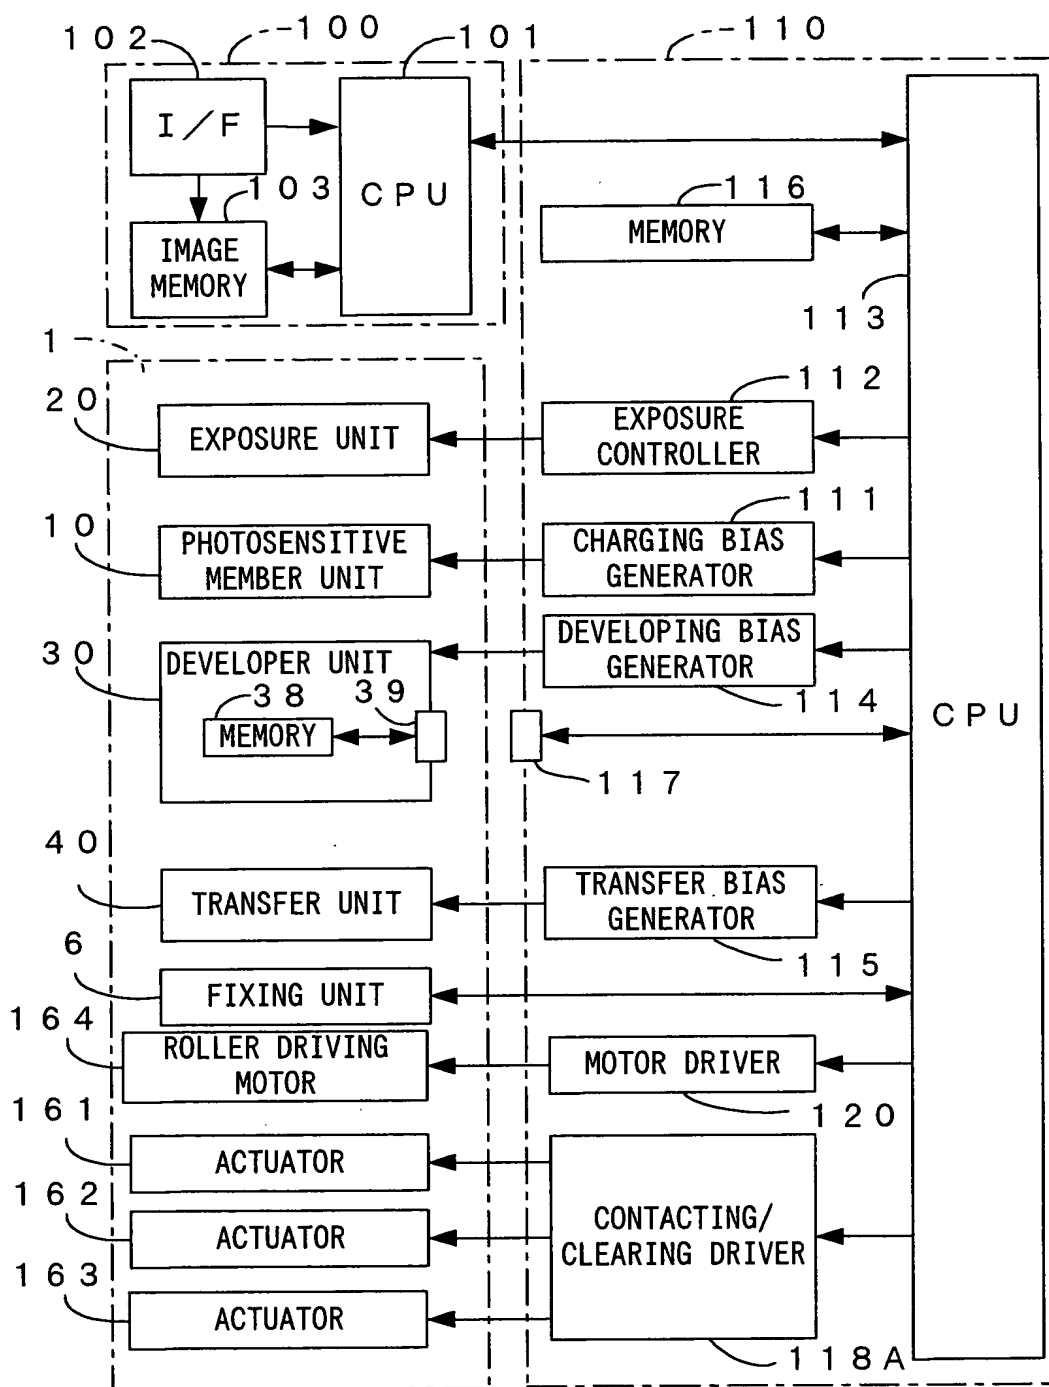 102
100
101
110
I/F
CPU
103
IMAGE
MEMORY
116
MEMORY
113
1
20
EXPOSURE UNIT
112
EXPOSURE
CONTROLLER
111
10
PHOTOSENSITIVE
MEMBER UNIT
CHARGING BIAS
GENERATOR
30
DEVELOPER UNIT
38
39
MEMORY
DEVELOPING BIAS
GENERATOR
114
CPU
117
40
TRANSFER UNIT
TRANSFER BIAS
GENERATOR
115
6
FIXING UNIT
164
ROLLER DRIVING
MOTOR
MOTOR DRIVER
120
161
ACTUATOR
162
ACTUATOR
163
ACTUATOR
CONTACTING/
CLEARING DRIVER
118A